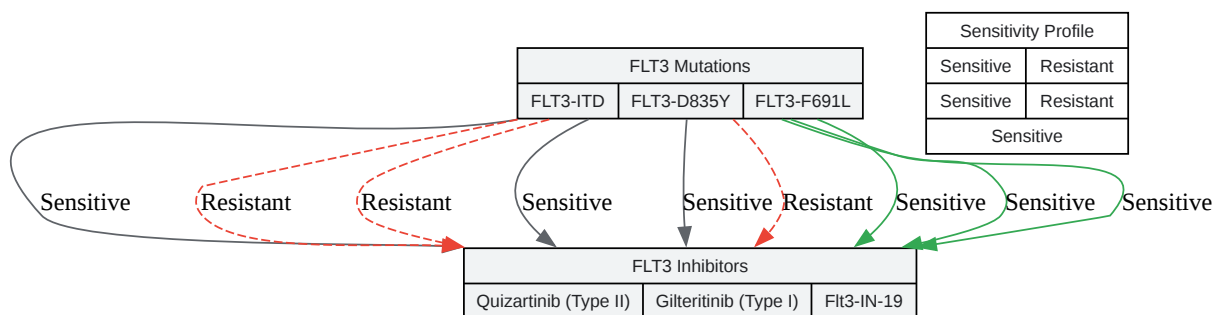 Sensitivity Profile
Sensitive Resistant
Sensitive Resistant
Sensitive
FLT3 Mutations
FLT3-ITD FLT3-D835Y FLT3-F691L
Sensitive Resistant Resistant Sensitive Sensitive Resistant Sensitive Sensitive Sensitive
FLT3 Inhibitors
Quizartinib (Type II) Gilteritinib (Type I) Flt3-IN-19